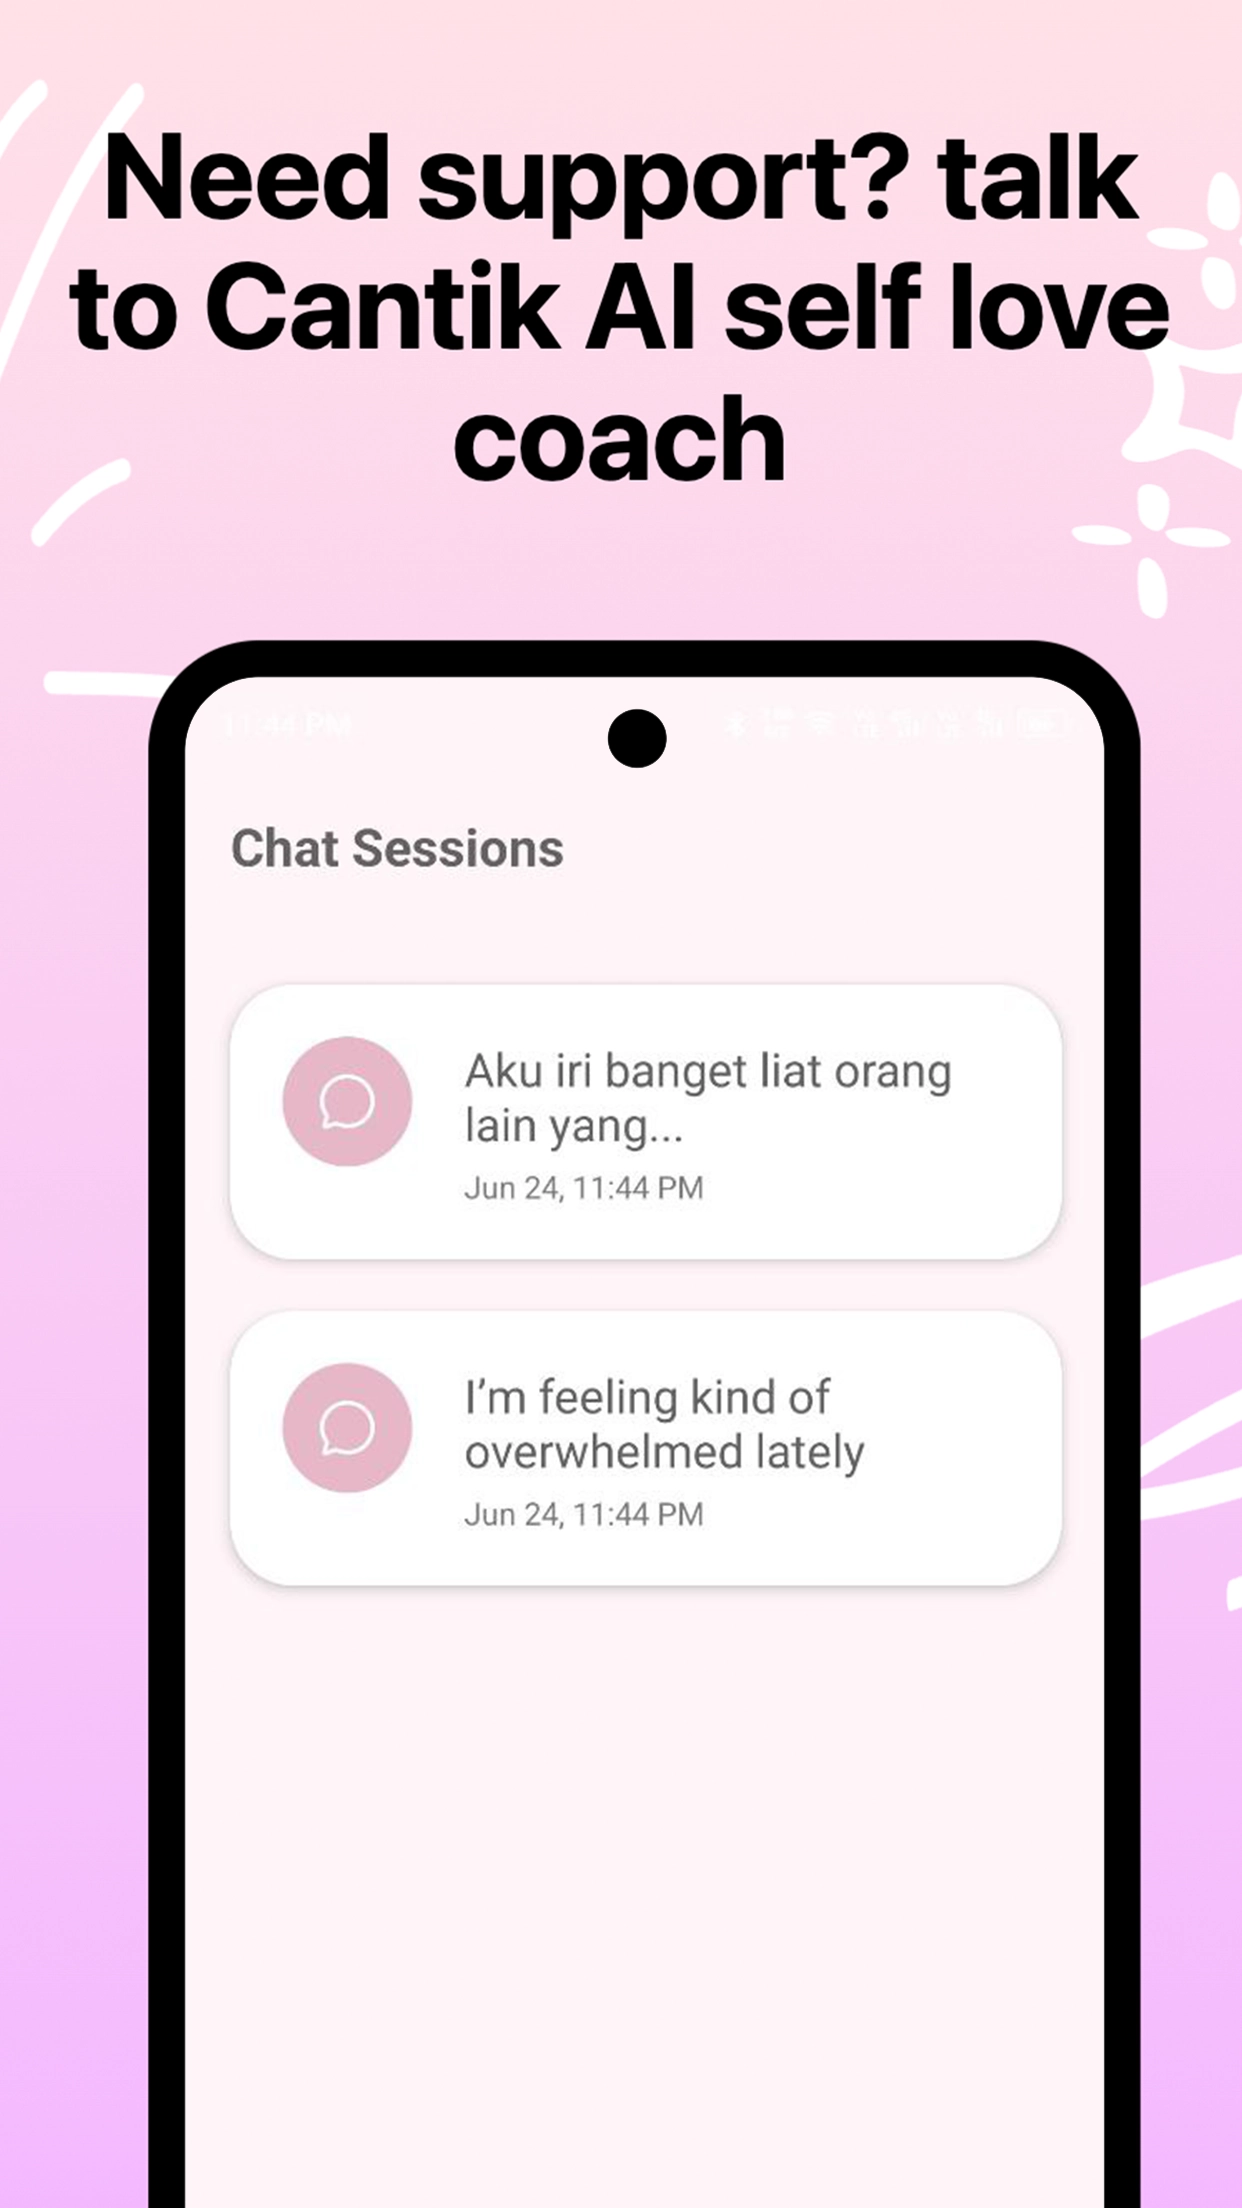 Need support? talk
to Cantik AI self love
coach
11:44 PM
Chat Sessions
Aku iri banget liat orang
lain yang...
Jun 24, 11:44 PM
I’m feeling kind of
overwhelmed lately
Jun 24, 11:44 PM